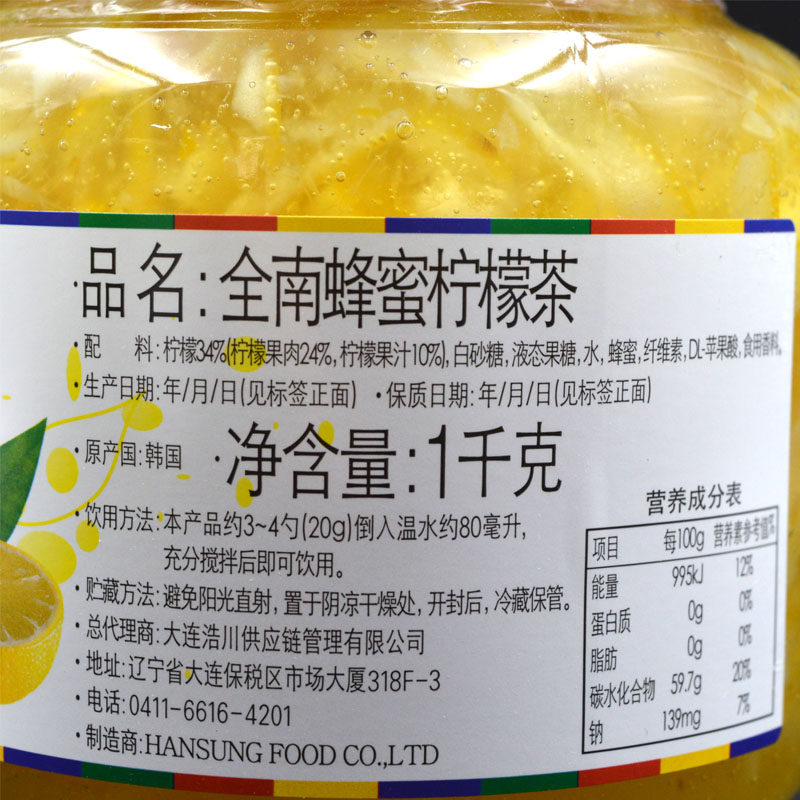 ·品名:全南蜂蜜柠檬茶
·配 料:柠檬34%(柠檬果肉24%,柠檬果汁10%),白砂糖,液态果糖,水,蜂蜜,纤维素,DL-苹果酸,食用香料。
·生产日期:年/月/日(见标签正面) ·保质日期:年/月/日(见标签正面)
·原产国:韩国 ·净含量:1千克
·饮用方法:本产品约3~4勺(20g)倒入温水约80毫升,
充分搅拌后即可饮用。
·贮藏方法:避免阳光直射,置于阴凉干燥处,开封后,冷藏保管。
·总代理商:大连浩川供应链管理有限公司
·地址:辽宁省大连保税区市场大厦318F-3
·电话:0411-6616-4201
·制造商:HANSUNG FOOD CO.,LTD
营养成分表
项目 每100g 营养素参考值%
能量 995kJ 12%
蛋白质 0g 0%
脂肪 0g 0%
碳水化合物 59.7g 20%
钠 139mg 7%